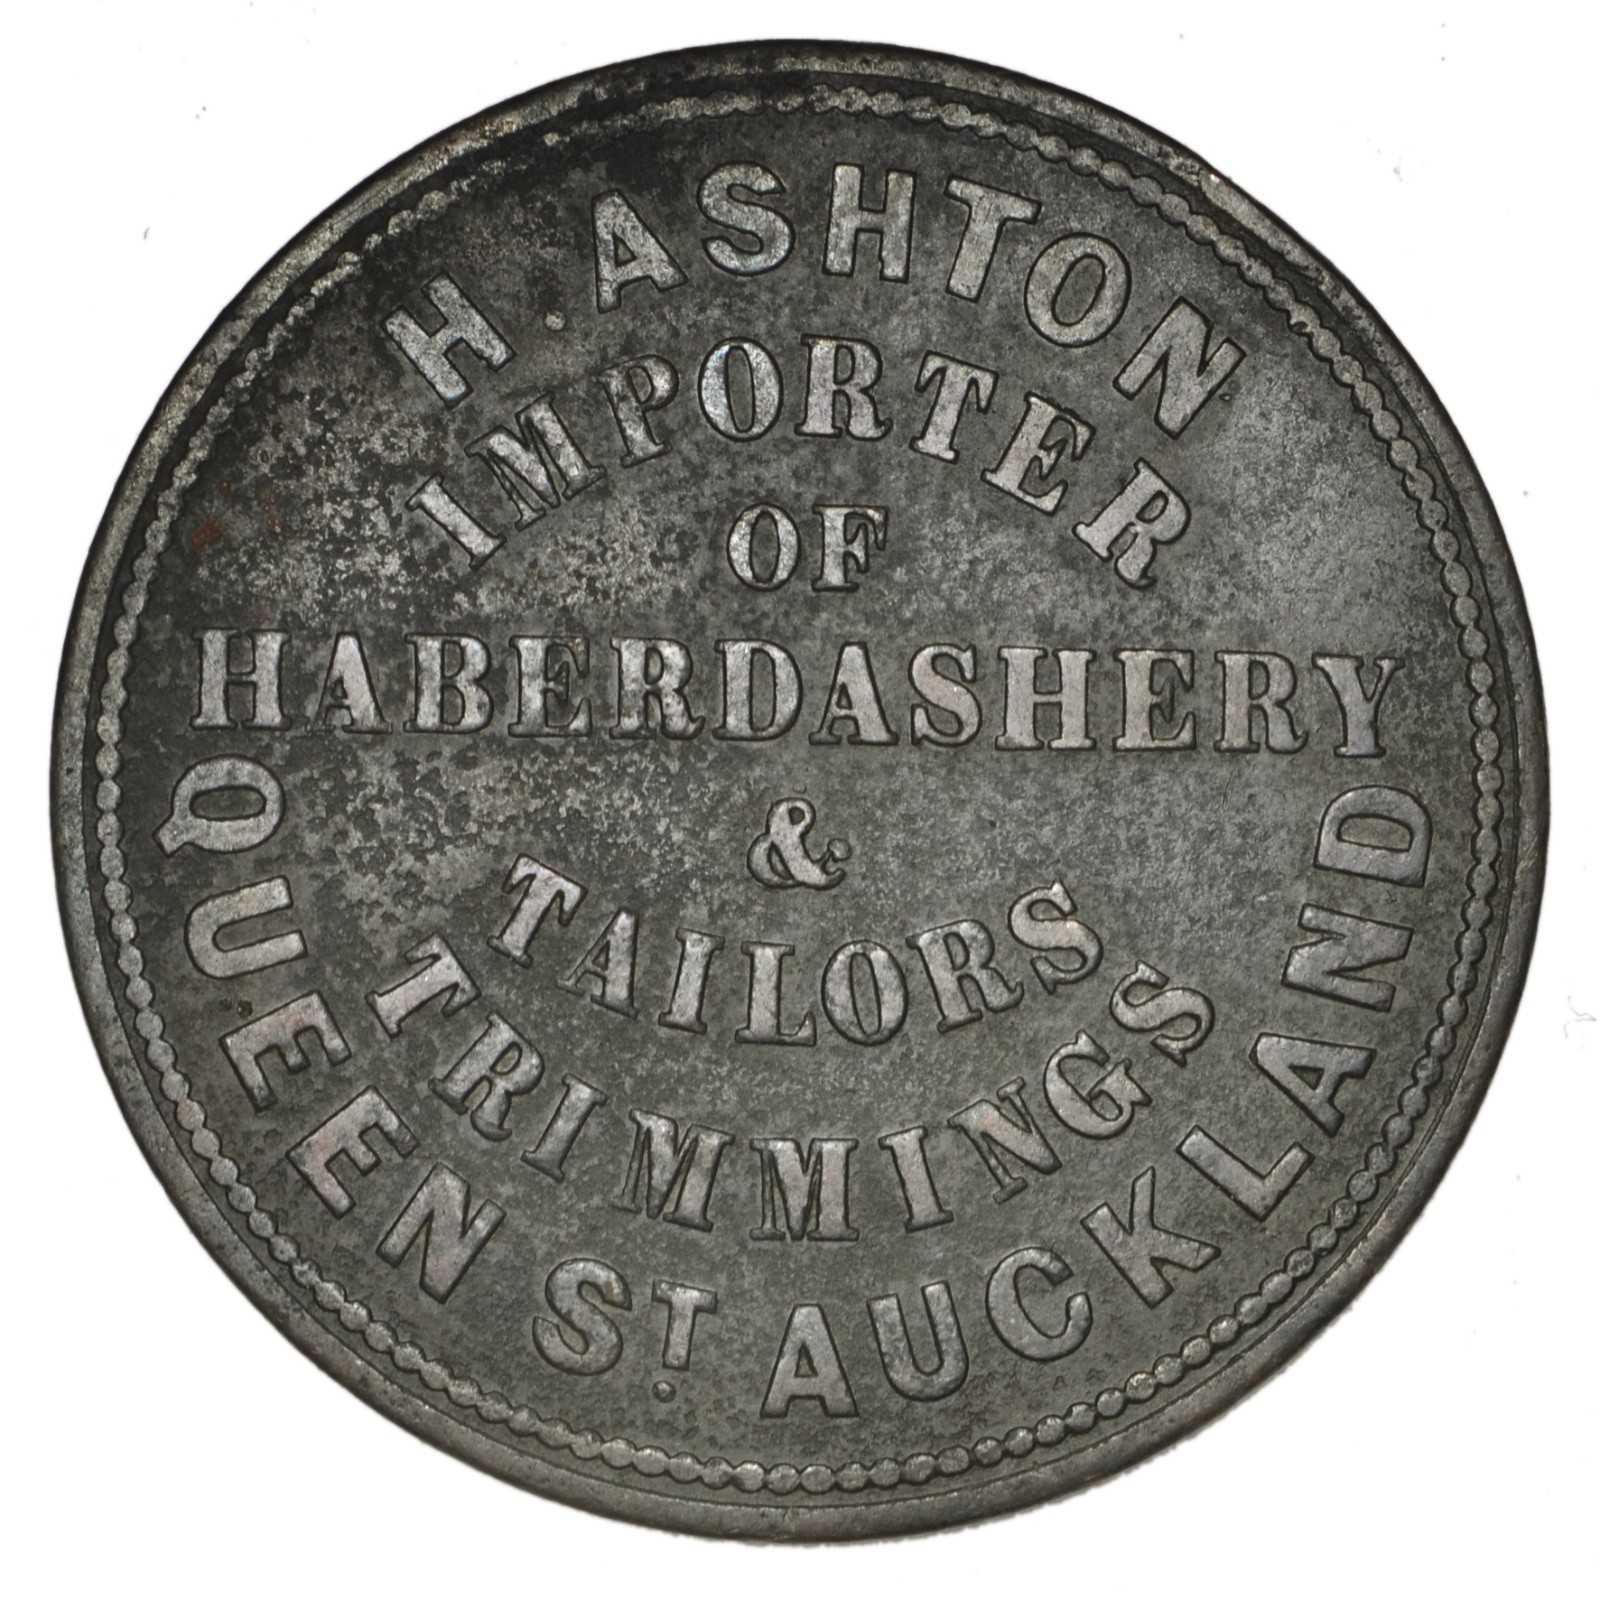 H. ASHTON
IMPORTER
OF
HABERDASHERY
&
TAILORS
TRIMMINGS
QUEEN ST. AUCKLAND